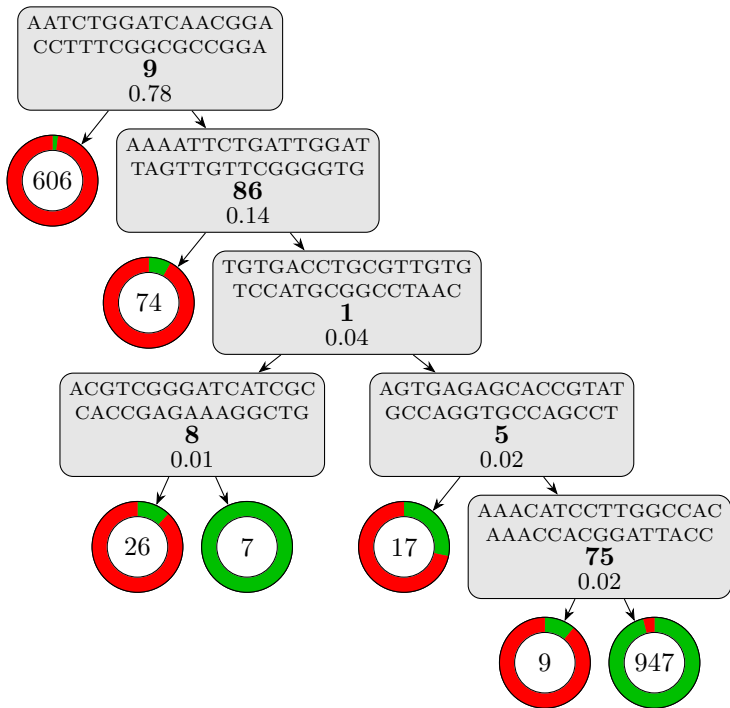 AATCTGGATCAACGGA
CCTTTCGGCGCCGGA
9
0.78
606
AAAATTCTGATTGGAT
TAGTTGTTCGGGGTG
86
0.14
74
TGTGACCTGCGTTGTG
TCCATGCGGCCTAAC
1
0.04
ACGTCGGGATCATCGC
CACCGAGAAAGGCTG
8
0.01
AGTGAGAGCACCGTAT
GCCAGGTGCCAGCCT
5
0.02
26
7
17
AAACATCCTTGGCCAC
AAACCACGGATTACC
75
0.02
9
947